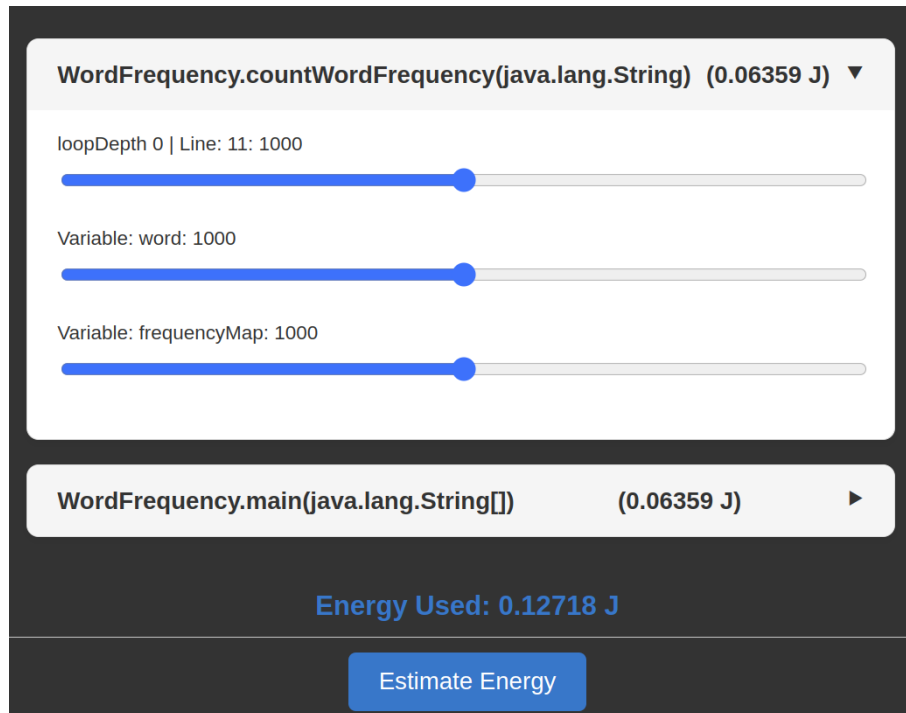 WordFrequency.countWordFrequency(java.lang.String) (0.06359 J) ▼
loopDepth 0 | Line: 11: 1000
Variable: word: 1000
Variable: frequencyMap: 1000
WordFrequency.main(java.lang.String[]) (0.06359 J) ►
Energy Used: 0.12718 J
Estimate Energy